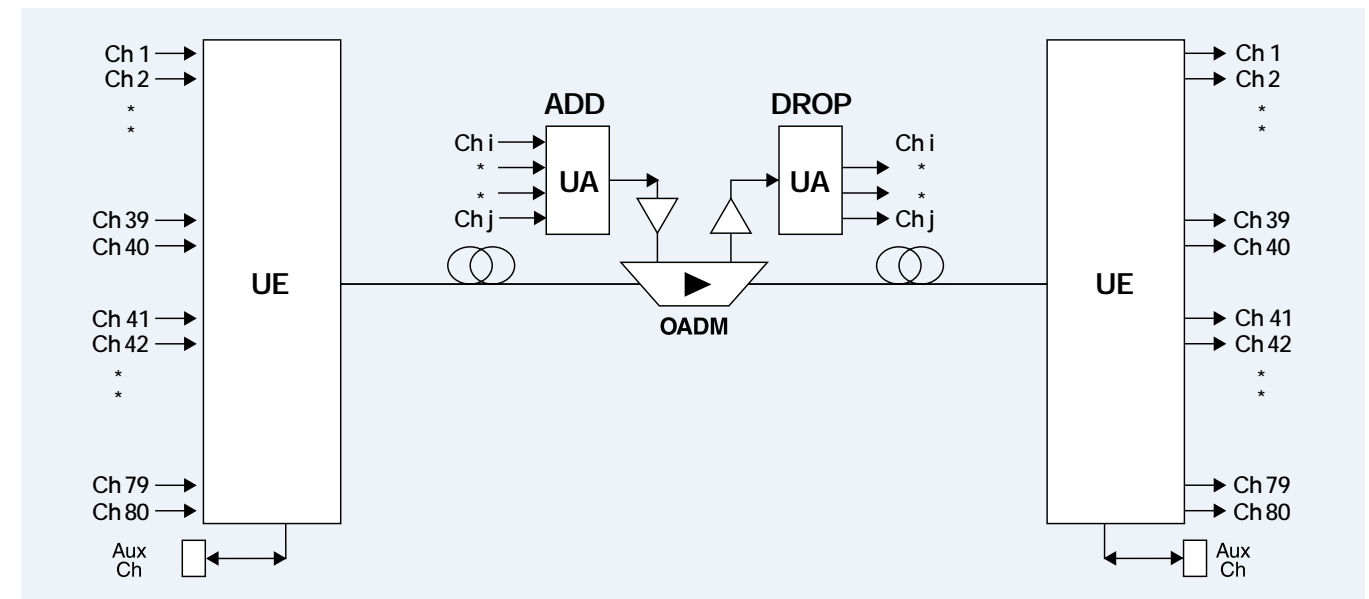 Ch 1
Ch 2
*
*
Ch 39
Ch 40
Ch 41
Ch 42
*
*
Ch 79
Ch 80
Aux
Ch
UE
ADD
Ch i
*
*
Ch j
UA
OADM
DROP
UA
Ch i
*
*
Ch j
UE
Ch 1
Ch 2
*
*
Ch 39
Ch 40
Ch 41
Ch 42
*
*
Ch 79
Ch 80
Aux
Ch